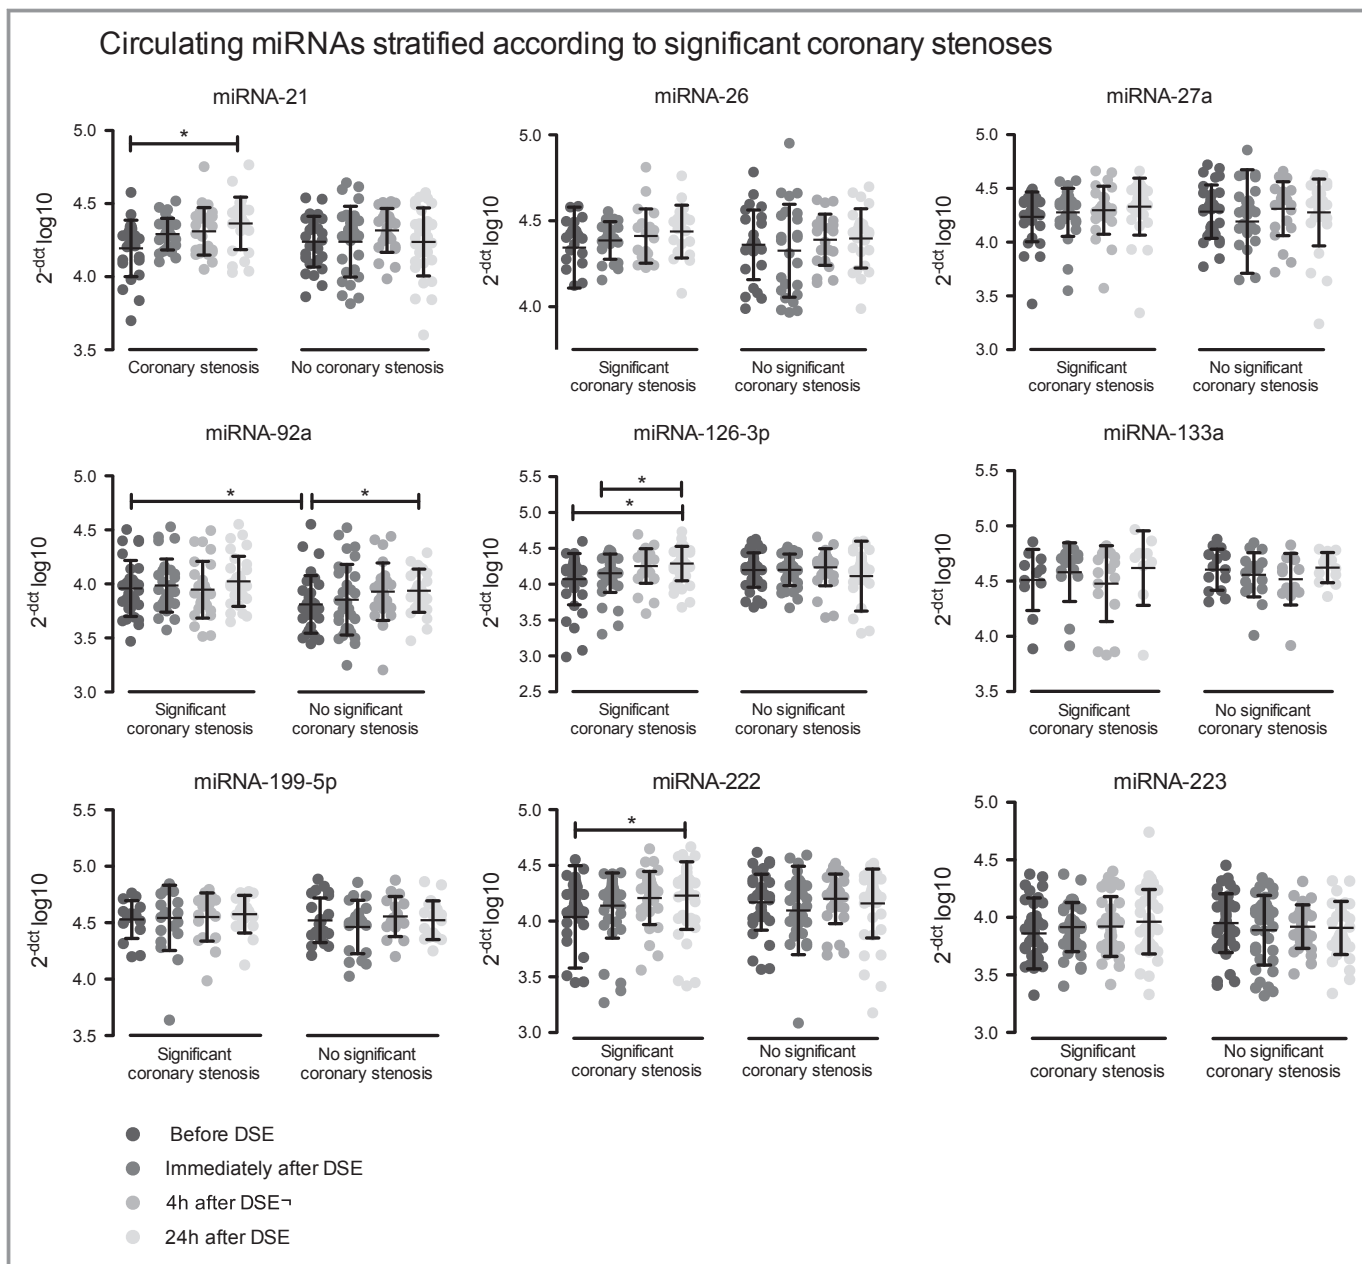 Circulating miRNAs stratified according to significant coronary stenoses
miRNA-21
2-dct log10
5.0
4.5
4.0
3.5
*
Coronary stenosis
No coronary stenosis
miRNA-26
2-dct log10
5.0
4.5
4.0
Significant
coronary stenosis
No significant
coronary stenosis
miRNA-27a
2-dct log10
5.0
4.5
4.0
3.5
3.0
Significant
coronary stenosis
No significant
coronary stenosis
miRNA-92a
2-dct log10
5.0
4.5
4.0
3.5
3.0
*
*
Significant
coronary stenosis
No significant
coronary stenosis
miRNA-126-3p
2-dct log10
5.5
5.0
4.5
4.0
3.5
3.0
2.5
*
*
Significant
coronary stenosis
No significant
coronary stenosis
miRNA-133a
2-dct log10
5.5
5.0
4.5
4.0
3.5
Significant
coronary stenosis
No significant
coronary stenosis
miRNA-199-5p
2-dct log10
5.5
5.0
4.5
4.0
3.5
Significant
coronary stenosis
No significant
coronary stenosis
miRNA-222
2-dct log10
5.0
4.5
4.0
3.5
3.0
*
Significant
coronary stenosis
No significant
coronary stenosis
miRNA-223
2-dct log10
5.0
4.5
4.0
3.5
3.0
Significant
coronary stenosis
No significant
coronary stenosis
Before DSE
Immediately after DSE
4h after DSE¬
24h after DSE